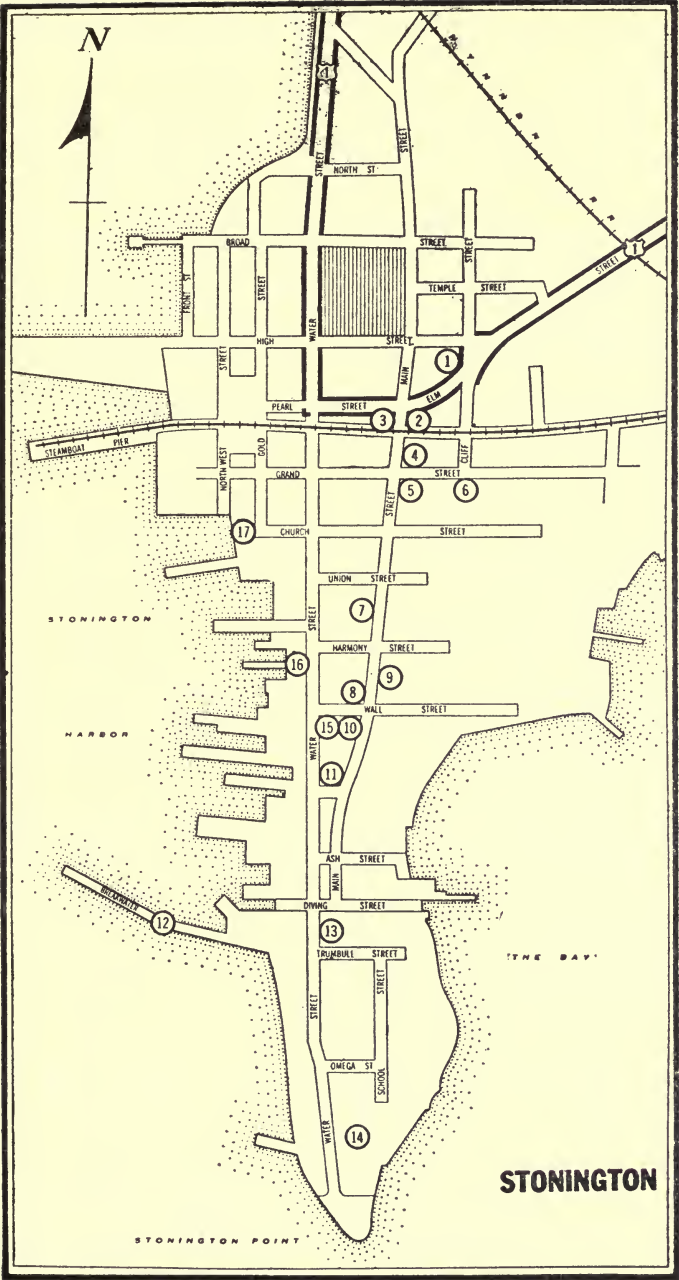 N
1
N Y N N H & H R R
STREET
STREET
NORTH ST
BROAD
STREET
STREET
1
STREET
FRONT ST
STREET
TEMPLE STREET
WATER
HIGH
STREET
STREET
MAIN
1
ELM
PEARL STREET
3
2
STEAMBOAT PIER
NORTH WEST
GOLD
4
CLIFF
GRAND
STREET
STREET
5
6
17
CHURCH
STREET
UNION STREET
STONINGTON
STREET
7
HARMONY STREET
16
9
8
WALL STREET
HARBOR
WATER
15
10
11
ASH STREET
MAIN
BREAKWATER
DIVING STREET
12
13
TRUMBULL STREET
"THE BAY"
STREET
STREET
OMEGA ST
SCHOOL
WATER
14
STONINGTON
STONINGTON POINT